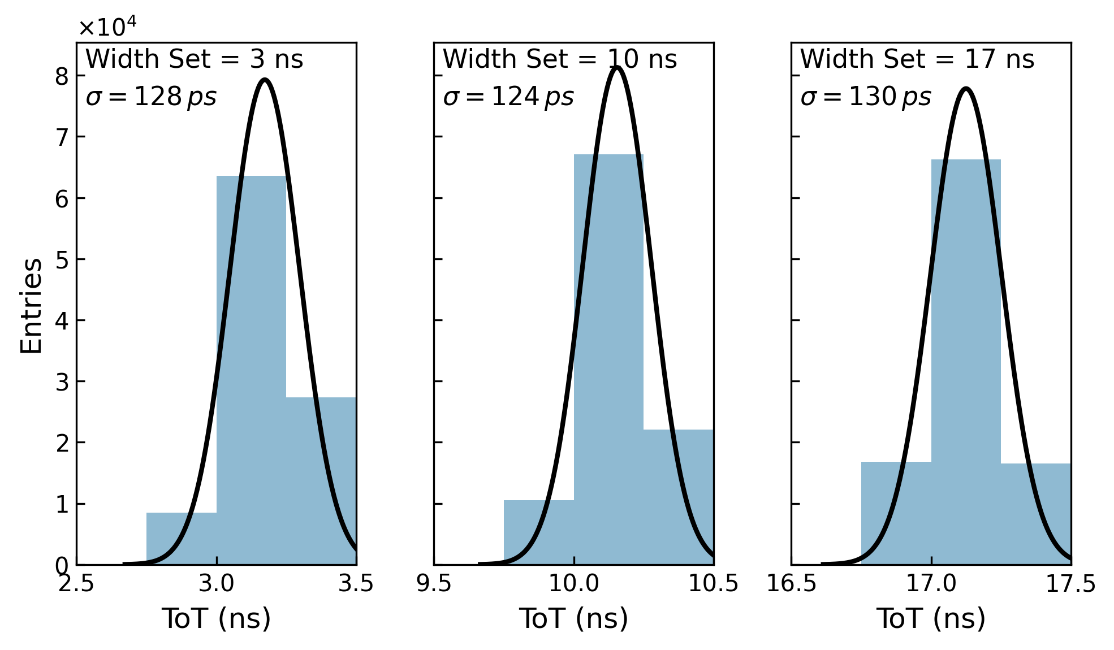 ×10⁴
Width Set = 3 ns
σ = 128 ps
Width Set = 10 ns
σ = 124 ps
Width Set = 17 ns
σ = 130 ps
8
7
6
5
4
3
2
1
0
Entries
2.5 3.0 3.5
9.5 10.0 10.5
16.5 17.0 17.5
ToT (ns)
ToT (ns)
ToT (ns)